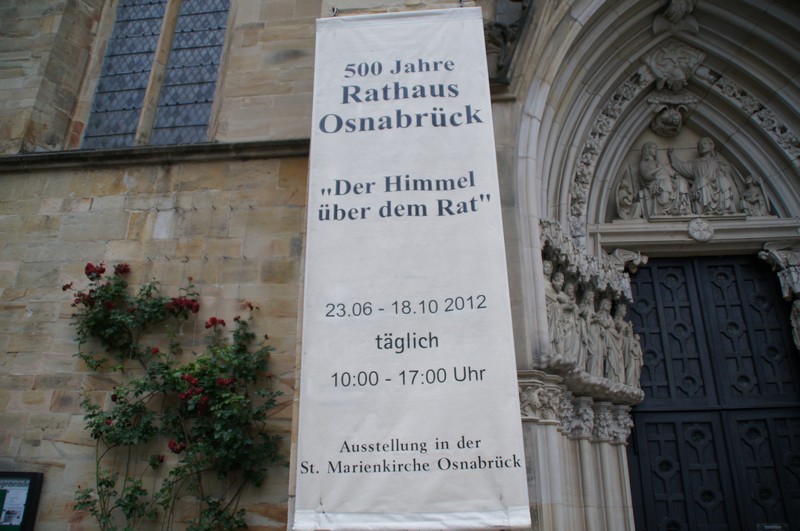 500 Jahre
Rathaus
Osnabrück
"Der Himmel
über dem Rat"
23.06 - 18.10 2012
täglich
10:00 - 17:00 Uhr
Ausstellung in der
St. Marienkirche Osnabrück